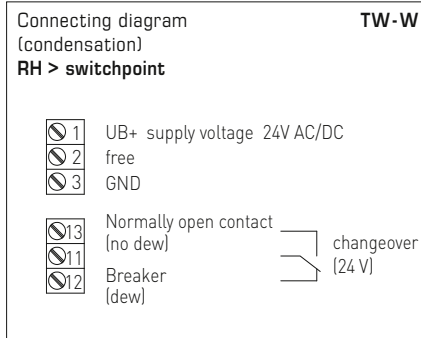 Connecting diagram TW-W
(condensation)
RH > switchpoint
1 UB+ supply voltage 24V AC/DC
2 free
3 GND
13 Normally open contact
(no dew)
11
12 Breaker
(dew)
changeover
(24 V)